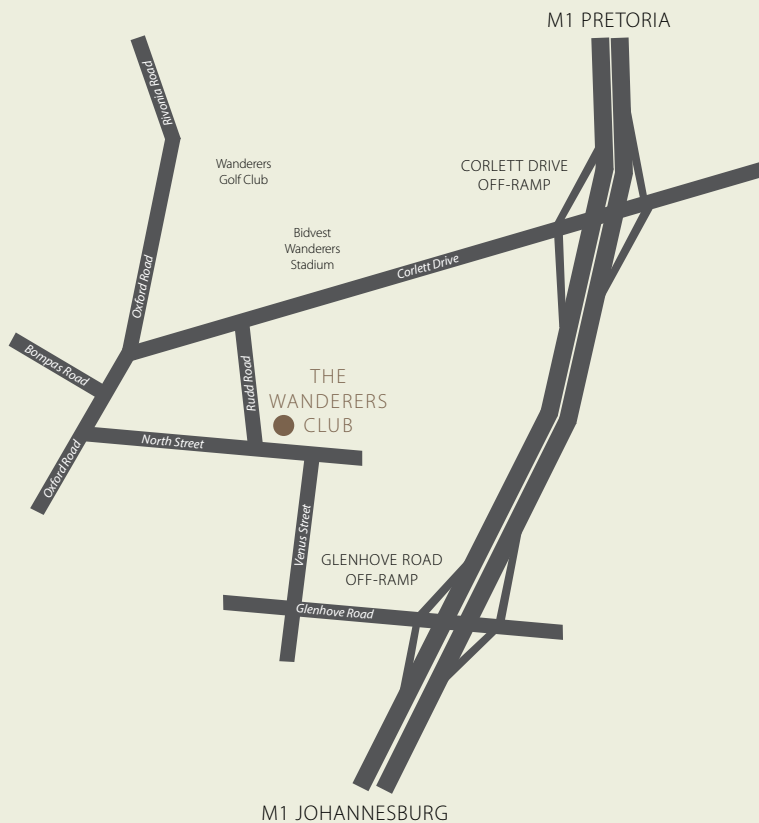 M1 PRETORIA
Rivonia Road
Wanderers
Golf Club
CORLETT DRIVE
OFF-RAMP
Bidvest
Wanderers
Stadium
Corlett Drive
Oxford Road
Bompas Road
Rudd Road
THE
WANDERERS
CLUB
North Street
Oxford Road
Venus Street
GLENHOVE ROAD
OFF-RAMP
Glenhove Road
M1 JOHANNESBURG